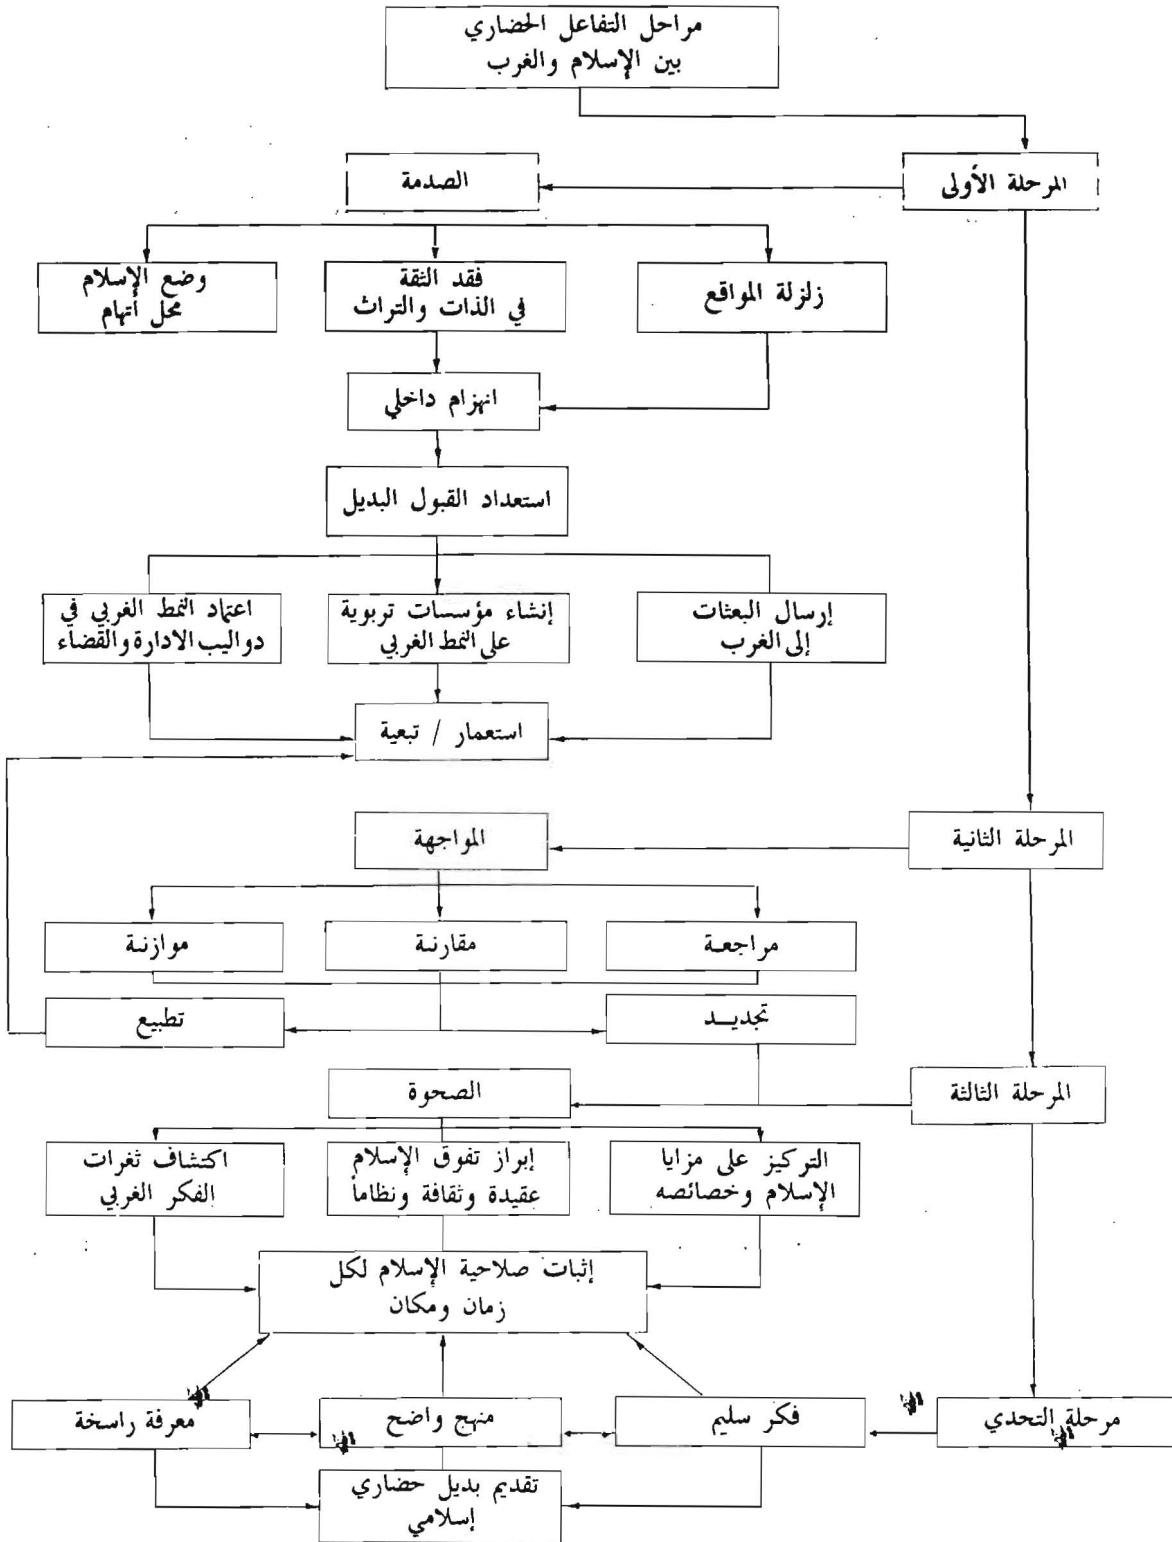 مراحل التفاعل الحضاري
بين الإسلام والغرب
المرحلة الأولى
الصدمة
زلزلة المواقع
فقد الثقة
في الذات والتراث
وضع الإسلام
محل أتهام
انهزام داخلي
استعداد القبول البديل
إرسال البعثات
إلى الغرب
إنشاء مؤسسات تربوية
على النمط الغربي
اعتماد النمط الغربي في
دواليب الادارة والقضاء
استعمار / تبعية
المرحلة الثانية
المواجهة
مراجعة
مقارنة
موازنة
تجديد
تطبيع
المرحلة الثالثة
الصحوة
التركيز على مزايا
الإسلام وخصائصه
إبراز تفوق الإسلام
عقيدة وثقافة ونظاماً
اكتشاف ثغرات
الفكر الغربي
إثبات صلاحية الإسلام لكل
زمان ومكان
مرحلة التحدي
فكر سليم
منهج واضح
معرفة راسخة
تقديم بديل حضاري
إسلامي